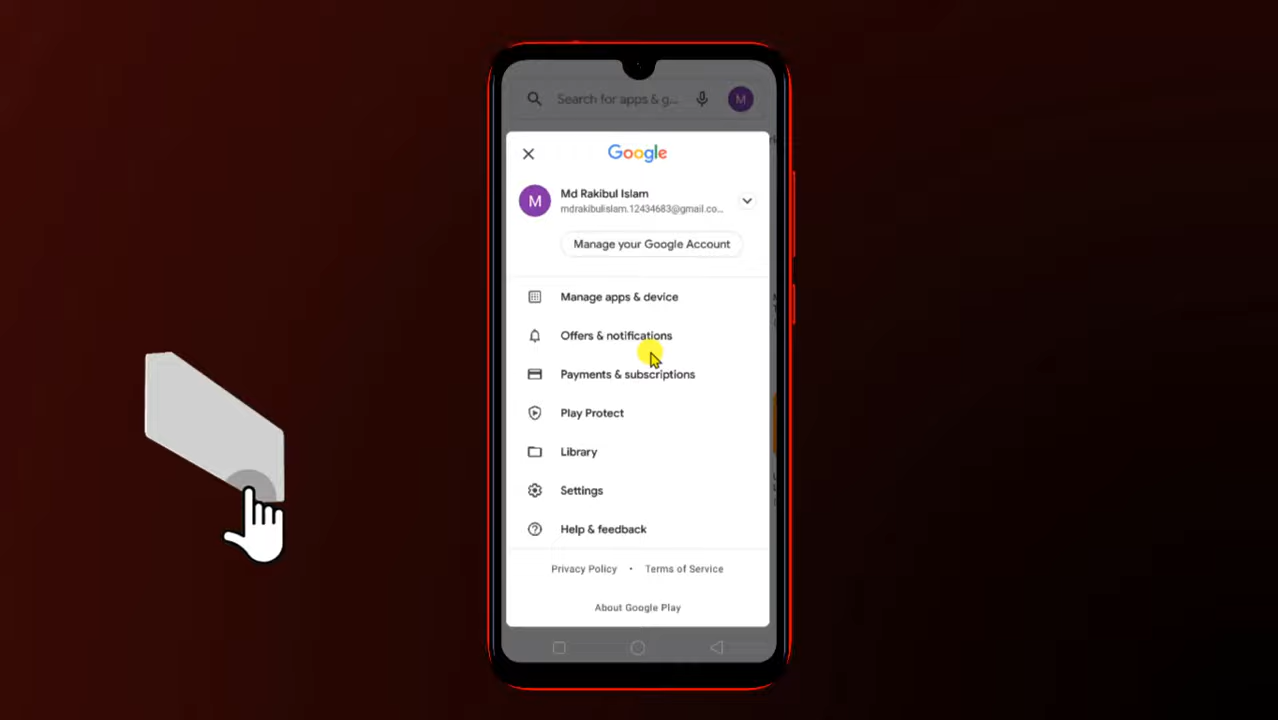 Search for apps & g...
M
Google
Md Rakibul Islam
M
mdrakibulislam.12434683@gmail.co...
Manage your Google Account
Manage apps & device
Offers & notifications
Payments & subscriptions
Play Protect
Library
Settings
Help & feedback
Privacy Policy • Terms of Service
About Google Play